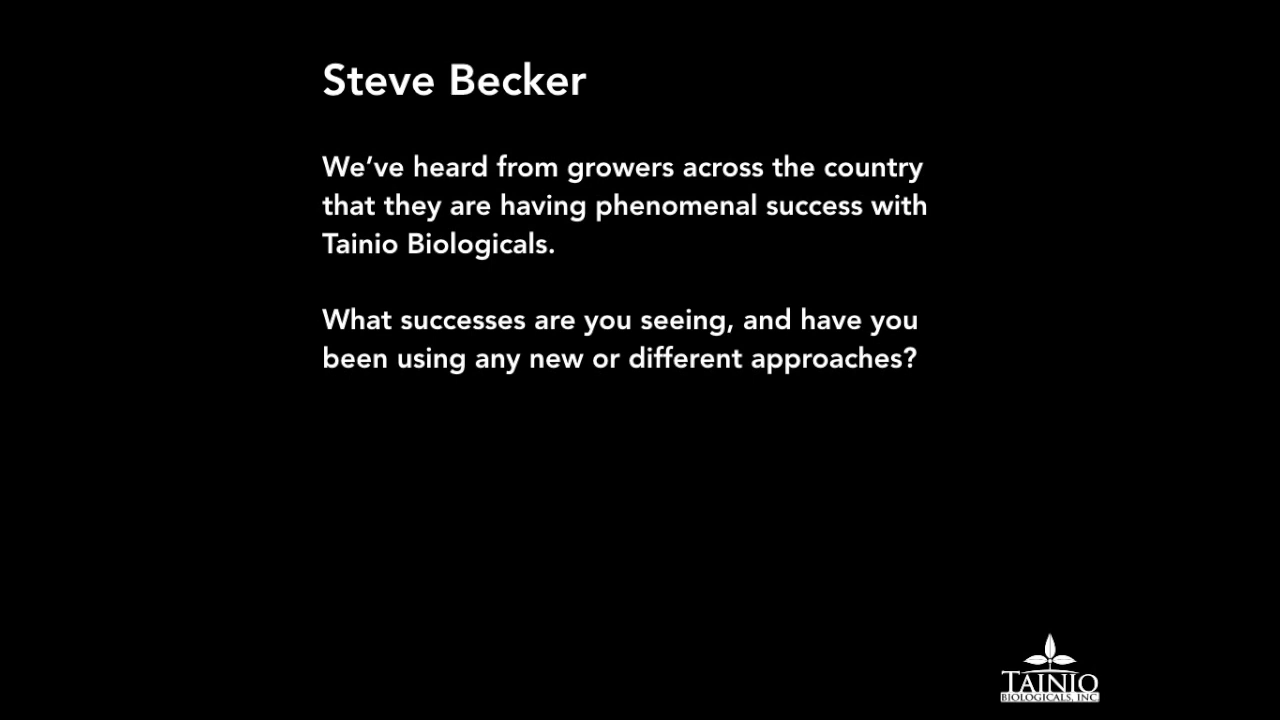 Steve Becker
We’ve heard from growers across the country
that they are having phenomenal success with
Tainio Biologicals.
What successes are you seeing, and have you
been using any new or different approaches?
TAINIO
BIOLOGICALS, INC